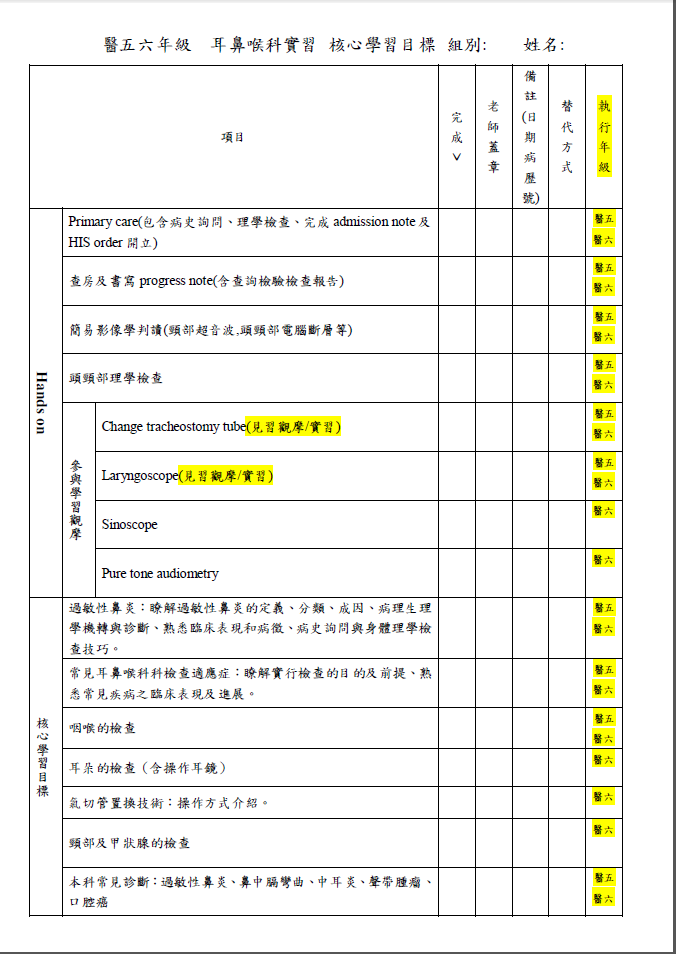 醫五六年級 耳鼻喉科實習 核心學習目標 組別: 姓名:
項目
完成∨
老師蓋章
備註(日期病歷號)
替代方式
執行年級
Hands on
Primary care(包含病史詢問、理學檢查、完成 admission note 及
HIS order 開立)
醫五
醫六
查房及書寫 progress note(含查詢檢驗檢查報告)
醫五
醫六
簡易影像學判讀(頸部超音波,頭頸部電腦斷層等)
醫五
醫六
頭頸部理學檢查
醫五
醫六
參與學習觀摩
Change tracheostomy tube(見習觀摩/實習)
醫五
醫六
Laryngoscope(見習觀摩/實習)
醫五
醫六
Sinoscope
醫六
Pure tone audiometry
醫六
核心學習目標
過敏性鼻炎：瞭解過敏性鼻炎的定義、分類、成因、病理生理
學機轉與診斷、熟悉臨床表現和病徵、病史詢問與身體理學檢
查技巧。
醫五
醫六
常見耳鼻喉科科檢查適應症：瞭解實行檢查的目的及前提、熟
悉常見疾病之臨床表現及進展。
醫五
醫六
咽喉的檢查
醫五
醫六
耳朵的檢查（含操作耳鏡）
醫六
氣切管置換技術：操作方式介紹。
醫六
頸部及甲狀腺的檢查
醫六
本科常見診斷：過敏性鼻炎、鼻中膈彎曲、中耳炎、聲帶腫瘤、
口腔癌
醫五
醫六